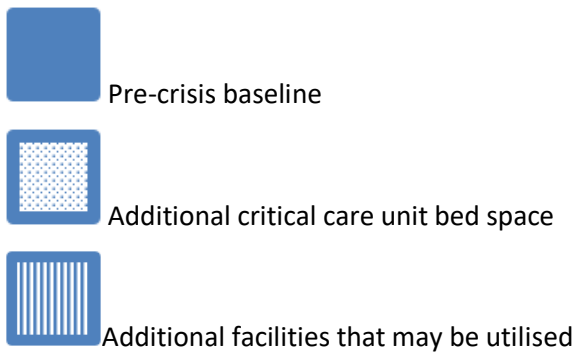 Pre-crisis baseline
Additional critical care unit bed space
Additional facilities that may be utilised